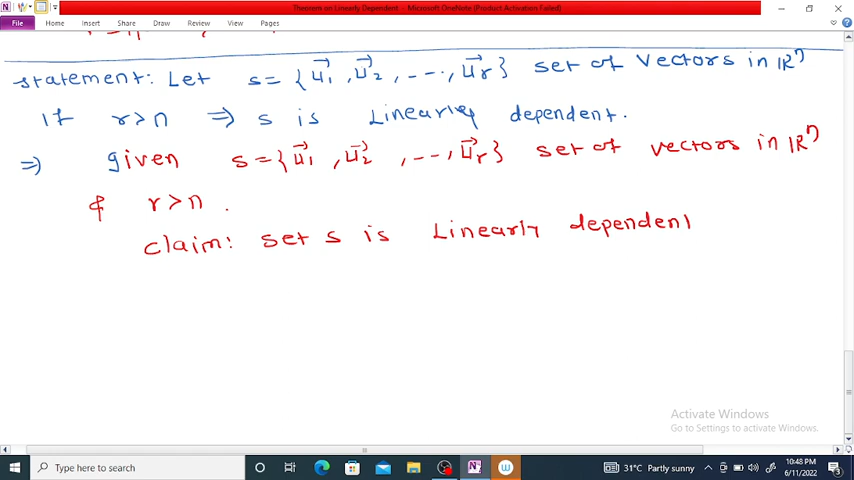 Theorem on Linearly Dependent - Microsoft OneNote (Product Activation Failed)
File Home Insert Share Draw Review View Pages
statement: Let s = { u⃗₁ , u⃗₂ , - - - , u⃗ᵣ } set of Vectors in ℝⁿ
If r > n ⇒ s is Linearly dependent.
⇒ given s = { u⃗₁ , u⃗₂ , - - , u⃗ᵣ } set of vectors in ℝⁿ
& r > n .
claim: set s is Linearly dependent
Activate Windows
Go to Settings to activate Windows.
Type here to search 31°C Partly sunny 10:48 PM
6/11/2022